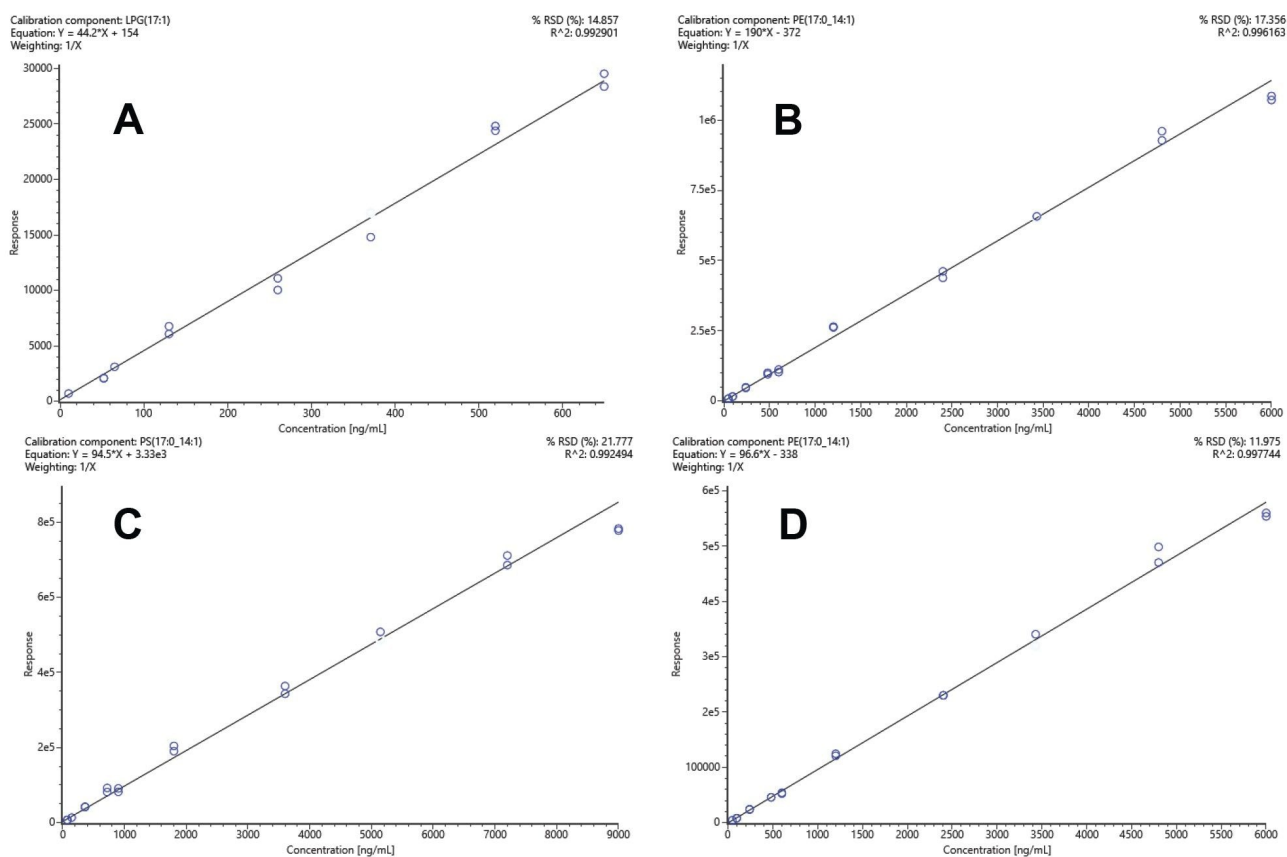 Calibration component: LPG(17:1)
% RSD (%): 14.857
Equation: Y = 44.2*X + 154
R^2: 0.992901
Weighting: 1/X
A
30000
25000
20000
15000
10000
5000
0
Response
0
100
200
300
400
500
600
Concentration [ng/mL]
Calibration component: PE(17:0_14:1)
% RSD (%): 17.356
Equation: Y = 190*X - 372
R^2: 0.996163
Weighting: 1/X
B
1e6
7.5e5
5e5
2.5e5
0
Response
0
500
1000
1500
2000
2500
3000
3500
4000
4500
5000
5500
6000
Concentration [ng/mL]
Calibration component: PS(17:0_14:1)
% RSD (%): 21.777
Equation: Y = 94.5*X + 3.33e3
R^2: 0.992494
Weighting: 1/X
C
8e5
6e5
4e5
2e5
0
Response
0
1000
2000
3000
4000
5000
6000
7000
8000
9000
Concentration [ng/mL]
Calibration component: PE(17:0_14:1)
% RSD (%): 11.975
Equation: Y = 96.6*X - 338
R^2: 0.997744
Weighting: 1/X
D
6e5
5e5
4e5
3e5
2e5
100000
0
Response
0
500
1000
1500
2000
2500
3000
3500
4000
4500
5000
5500
6000
Concentration [ng/mL]